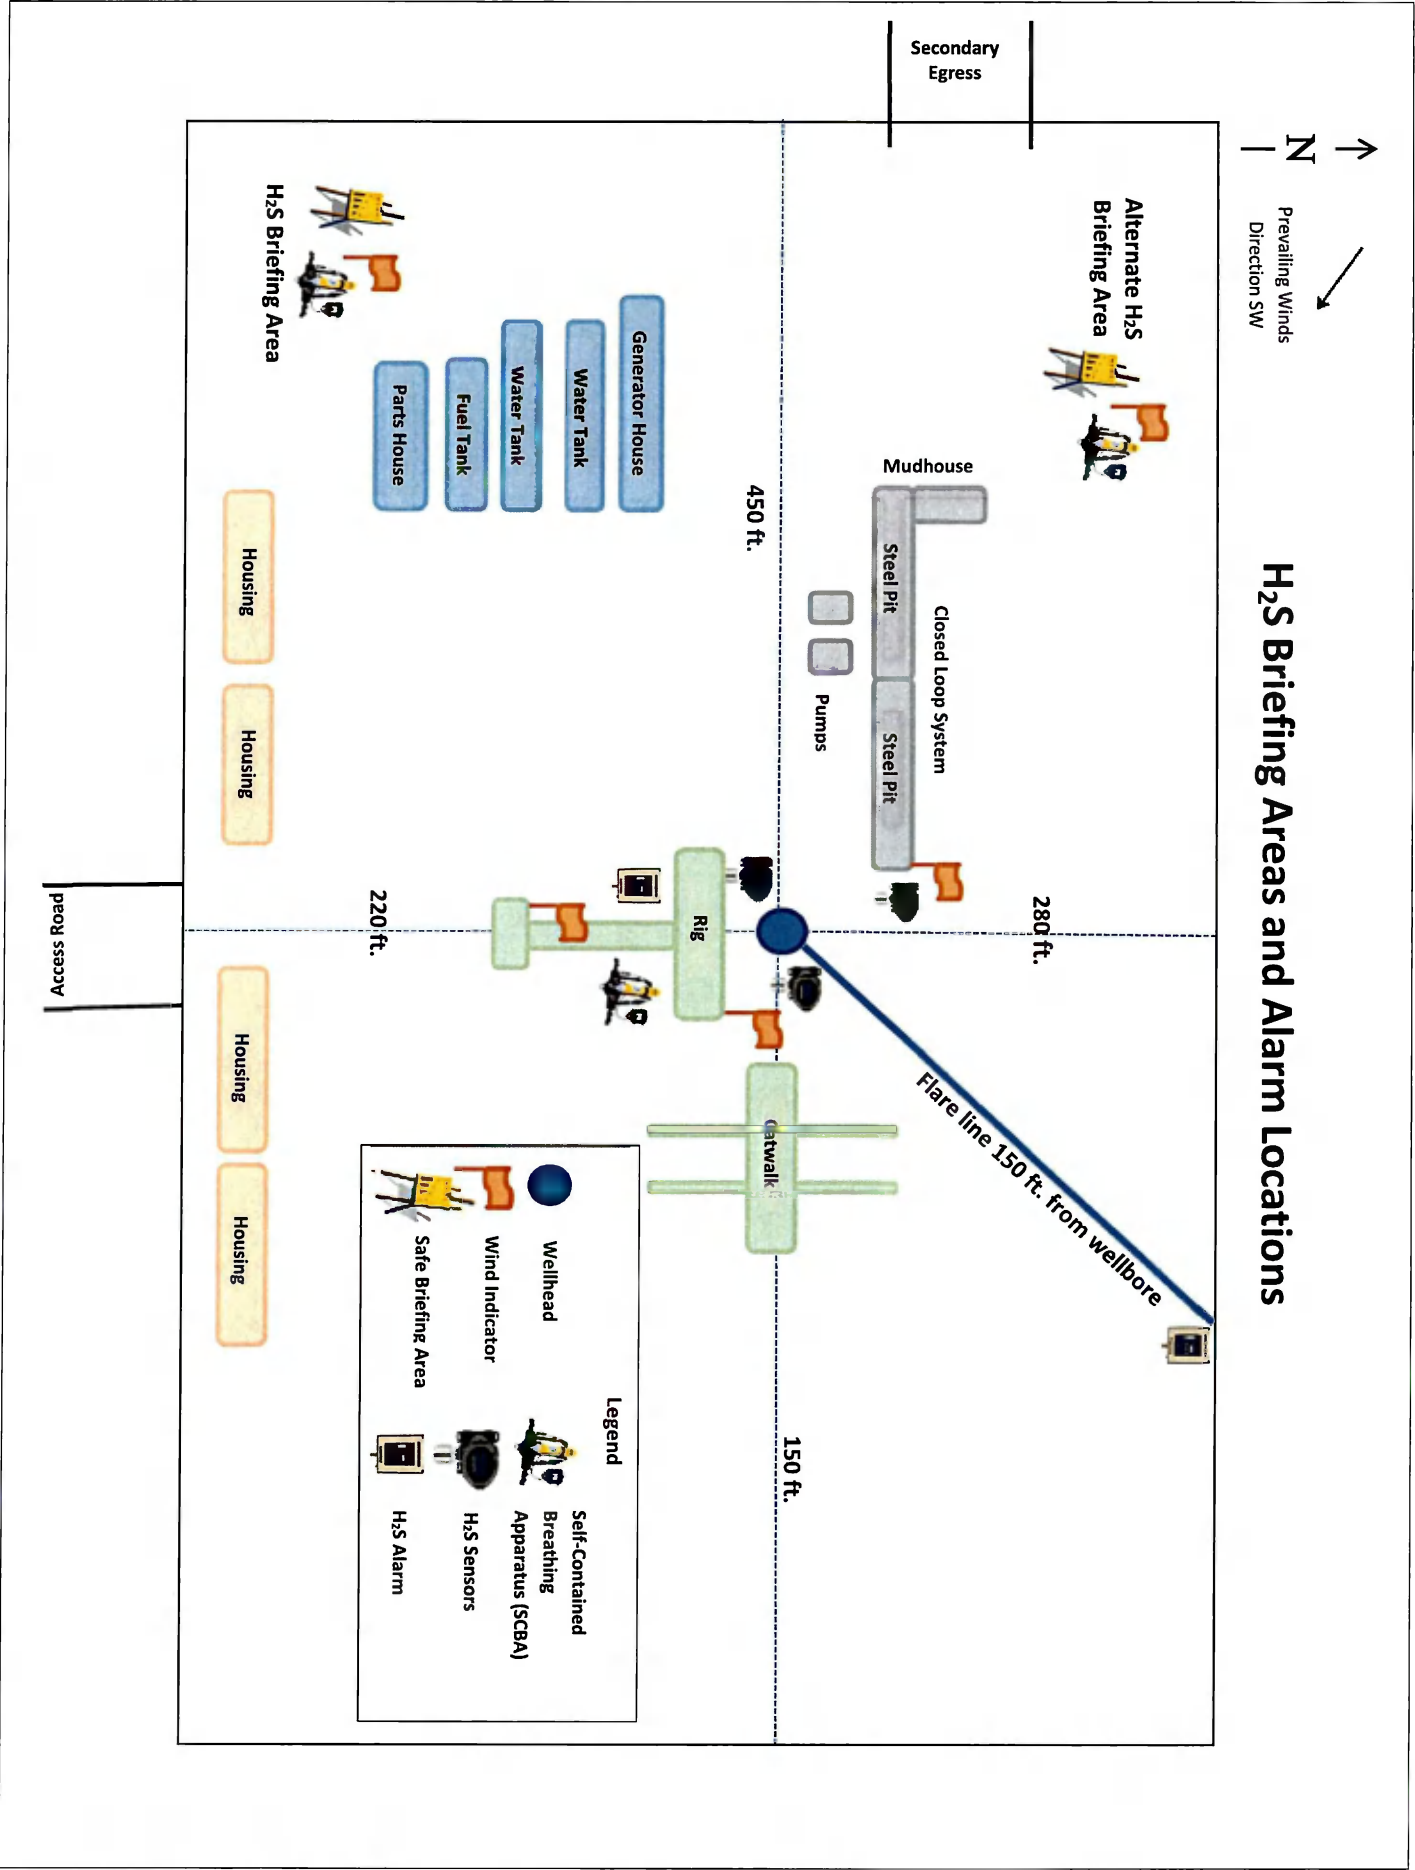 H₂S Briefing Areas and Alarm Locations
N
Prevailing Winds
Direction SW
Secondary
Egress
Alternate H₂S
Briefing Area
Mudhouse
Steel Pit
Steel Pit
Closed Loop System
Pumps
280 ft.
Flare line 150 ft. from wellbore
450 ft.
150 ft.
Generator House
Water Tank
Water Tank
Fuel Tank
Parts House
H₂S Briefing Area
Rig
Catwalk
220 ft.
Housing
Housing
Housing
Housing
Access Road
Legend
Wellhead
Wind Indicator
Safe Briefing Area
Self-Contained
Breathing
Apparatus (SCBA)
H₂S Sensors
H₂S Alarm